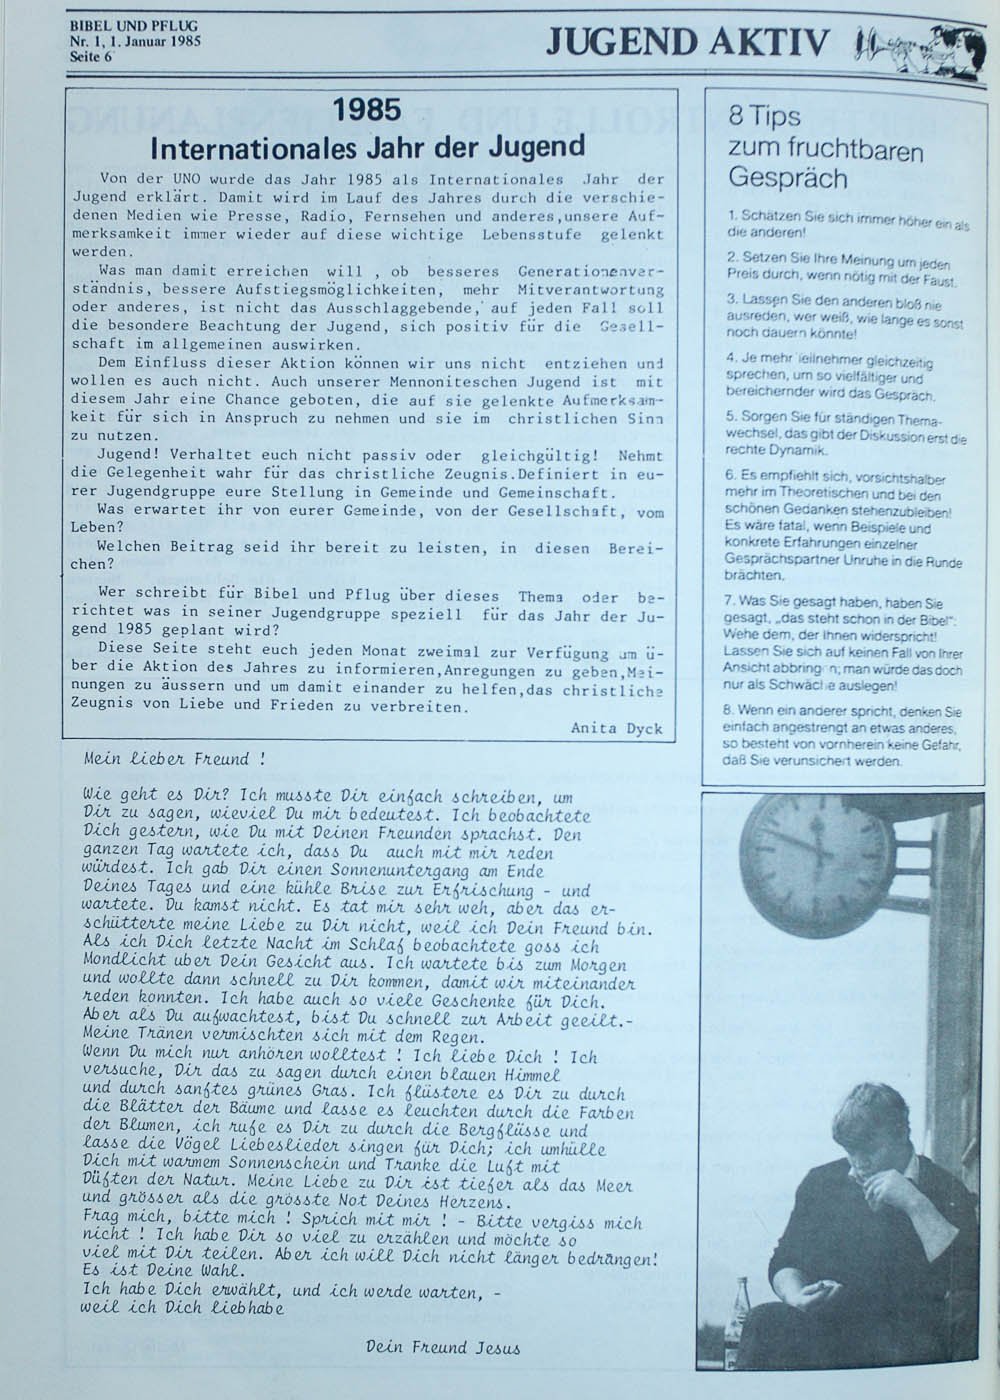 BIBEL UND PFLUG
Nr. 1, 1. Januar 1985
Seite 6
JUGEND AKTIV
1985
Internationales Jahr der Jugend
Von der UNO wurde das Jahr 1985 als Internationales Jahr der
Jugend erklärt. Damit wird im Lauf des Jahres durch die verschie-
denen Medien wie Presse, Radio, Fernsehen und anderes,unsere Auf-
merksamkeit immer wieder auf diese wichtige Lebensstufe gelenkt
werden.
Was man damit erreichen will , ob besseres Generationenver-
ständnis, bessere Aufstiegsmöglichkeiten, mehr Mitverantwortung
oder anderes, ist nicht das Ausschlaggebende, auf jeden Fall soll
die besondere Beachtung der Jugend, sich positiv für die Gesell-
schaft im allgemeinen auswirken.
Dem Einfluss dieser Aktion können wir uns nicht entziehen und
wollen es auch nicht. Auch unserer Mennoniteschen Jugend ist mit
diesem Jahr eine Chance geboten, die auf sie gelenkte Aufmerksam-
keit für sich in Anspruch zu nehmen und sie im christlichen Sinn
zu nutzen.
Jugend! Verhaltet euch nicht passiv oder gleichgültig! Nehmt
die Gelegenheit wahr für das christliche Zeugnis.Definiert in eu-
rer Jugendgruppe eure Stellung in Gemeinde und Gemeinschaft.
Was erwartet ihr von eurer Gemeinde, von der Gesellschaft, vom
Leben?
Welchen Beitrag seid ihr bereit zu leisten, in diesen Berei-
chen?
Wer schreibt für Bibel und Pflug über dieses Thema oder be-
richtet was in seiner Jugendgruppe speziell für das Jahr der Ju-
gend 1985 geplant wird?
Diese Seite steht euch jeden Monat zweimal zur Verfügung um ü-
ber die Aktion des Jahres zu informieren,Anregungen zu geben,Mei-
nungen zu äussern und um damit einander zu helfen,das christliche
Zeugnis von Liebe und Frieden zu verbreiten.
Anita Dyck
8 Tips
zum fruchtbaren
Gespräch
1. Schätzen Sie sich immer höher ein als
die anderen!
2. Setzen Sie Ihre Meinung um jeden
Preis durch, wenn nötig mit der Faust.
3. Lassen Sie den anderen bloß nie
ausreden, wer weiß, wie lange es sonst
noch dauern könnte!
4. Je mehr Teilnehmer gleichzeitig
sprechen, um so vielfältiger und
bereichernder wird das Gespräch.
5. Sorgen Sie für ständigen Thema-
wechsel, das gibt der Diskussion erst die
rechte Dynamik.
6. Es empfiehlt sich, vorsichtshalber
mehr im Theoretischen und bei den
schönen Gedanken stehenzubleiben!
Es wäre fatal, wenn Beispiele und
konkrete Erfahrungen einzelner
Gesprächspartner Unruhe in die Runde
brächten.
7. Was Sie gesagt haben, haben Sie
gesagt, „das steht schon in der Bibel“:
Wehe dem, der Ihnen widerspricht!
Lassen Sie sich auf keinen Fall von Ihrer
Ansicht abbringen; man würde das doch
nur als Schwäche auslegen!
8. Wenn ein anderer spricht, denken Sie
einfach angestrengt an etwas anderes,
so besteht von vornherein keine Gefahr,
daß Sie verunsichert werden.
Mein lieber Freund !
Wie geht es Dir? Ich musste Dir einfach schreiben, um
Dir zu sagen, wieviel Du mir bedeutest. Ich beobachtete
Dich gestern, wie Du mit Deinen Freunden sprachst. Den
ganzen Tag wartete ich, dass Du auch mit mir reden
würdest. Ich gab Dir einen Sonnenuntergang am Ende
Deines Tages und eine kühle Brise zur Erfrischung - und
wartete. Du kamst nicht. Es tat mir sehr weh, aber das er-
schütterte meine Liebe zu Dir nicht, weil ich Dein Freund bin.
Als ich Dich letzte Nacht im Schlaf beobachtete goss ich
Mondlicht uber Dein Gesicht aus. Ich wartete bis zum Morgen
und wollte dann schnell zu Dir kommen, damit wir miteinander
reden konnten. Ich habe auch so viele Geschenke für Dich.
Aber als Du aufwachtest, bist Du schnell zur Arbeit geeilt.-
Meine Tränen vermischten sich mit dem Regen.
Wenn Du mich nur anhören wolltest ! Ich liebe Dich ! Ich
versuche, Dir das zu sagen durch einen blauen Himmel
und durch sanftes grünes Gras. Ich flüstere es Dir zu durch
die Blätter der Bäume und lasse es leuchten durch die Farben
der Blumen, ich rufe es Dir zu durch die Bergflüsse und
lasse die Vögel Liebeslieder singen für Dich; ich umhülle
Dich mit warmem Sonnenschein und Tranke die Luft mit
Düften der Natur. Meine Liebe zu Dir ist tiefer als das Meer
und grösser als die grösste Not Deines Herzens.
Frag mich, bitte mich ! Sprich mit mir ! - Bitte vergiss mich
nicht ! Ich habe Dir so viel zu erzählen und möchte so
viel mit Dir teilen. Aber ich will Dich nicht länger bedrängen!
Es ist Deine Wahl.
Ich habe Dich erwählt, und ich werde warten, -
weil ich Dich liebhabe
Dein Freund Jesus